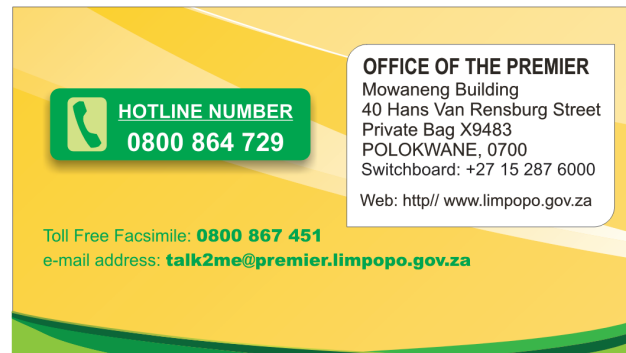 HOTLINE NUMBER
0800 864 729
OFFICE OF THE PREMIER
Mowaneng Building
40 Hans Van Rensburg Street
Private Bag X9483
POLOKWANE, 0700
Switchboard: +27 15 287 6000
Web: http// www.limpopo.gov.za
Toll Free Facsimile: 0800 867 451
e-mail address: talk2me@premier.limpopo.gov.za